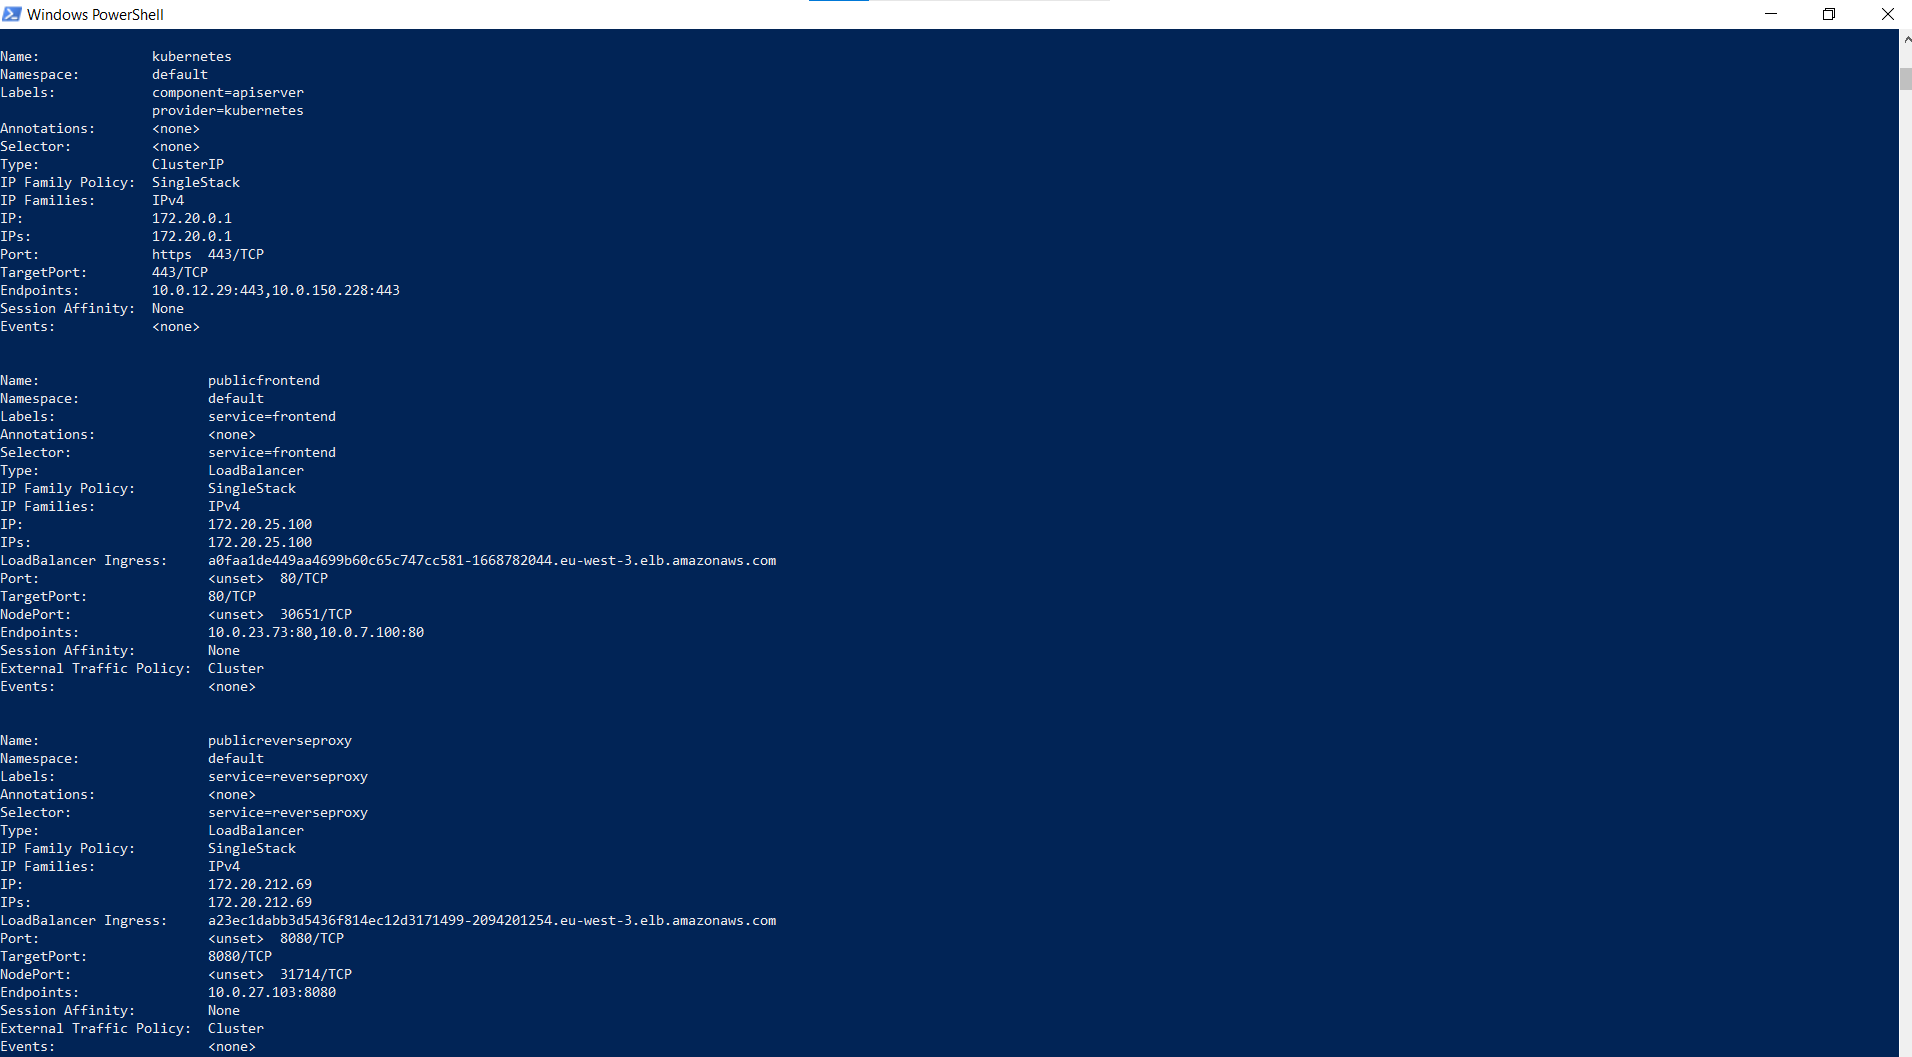 Windows PowerShell
Name:              kubernetes
Namespace:         default
Labels:            component=apiserver
                   provider=kubernetes
Annotations:       <none>
Selector:          <none>
Type:              ClusterIP
IP Family Policy:  SingleStack
IP Families:       IPv4
IP:                172.20.0.1
IPs:               172.20.0.1
Port:              https  443/TCP
TargetPort:        443/TCP
Endpoints:         10.0.12.29:443,10.0.150.228:443
Session Affinity:  None
Events:            <none>
Name:                     publicfrontend
Namespace:                default
Labels:                   service=frontend
Annotations:              <none>
Selector:                 service=frontend
Type:                     LoadBalancer
IP Family Policy:         SingleStack
IP Families:              IPv4
IP:                       172.20.25.100
IPs:                      172.20.25.100
LoadBalancer Ingress:     a0faa1de449aa4699b60c65c747cc581-1668782044.eu-west-3.elb.amazonaws.com
Port:                     <unset>  80/TCP
TargetPort:               80/TCP
NodePort:                 <unset>  30651/TCP
Endpoints:                10.0.23.73:80,10.0.7.100:80
Session Affinity:         None
External Traffic Policy:  Cluster
Events:                   <none>
Name:                     publicreverseproxy
Namespace:                default
Labels:                   service=reverseproxy
Annotations:              <none>
Selector:                 service=reverseproxy
Type:                     LoadBalancer
IP Family Policy:         SingleStack
IP Families:              IPv4
IP:                       172.20.212.69
IPs:                      172.20.212.69
LoadBalancer Ingress:     a23ec1dabb3d5436f814ec12d3171499-2094201254.eu-west-3.elb.amazonaws.com
Port:                     <unset>  8080/TCP
TargetPort:               8080/TCP
NodePort:                 <unset>  31714/TCP
Endpoints:                10.0.27.103:8080
Session Affinity:         None
External Traffic Policy:  Cluster
Events:                   <none>